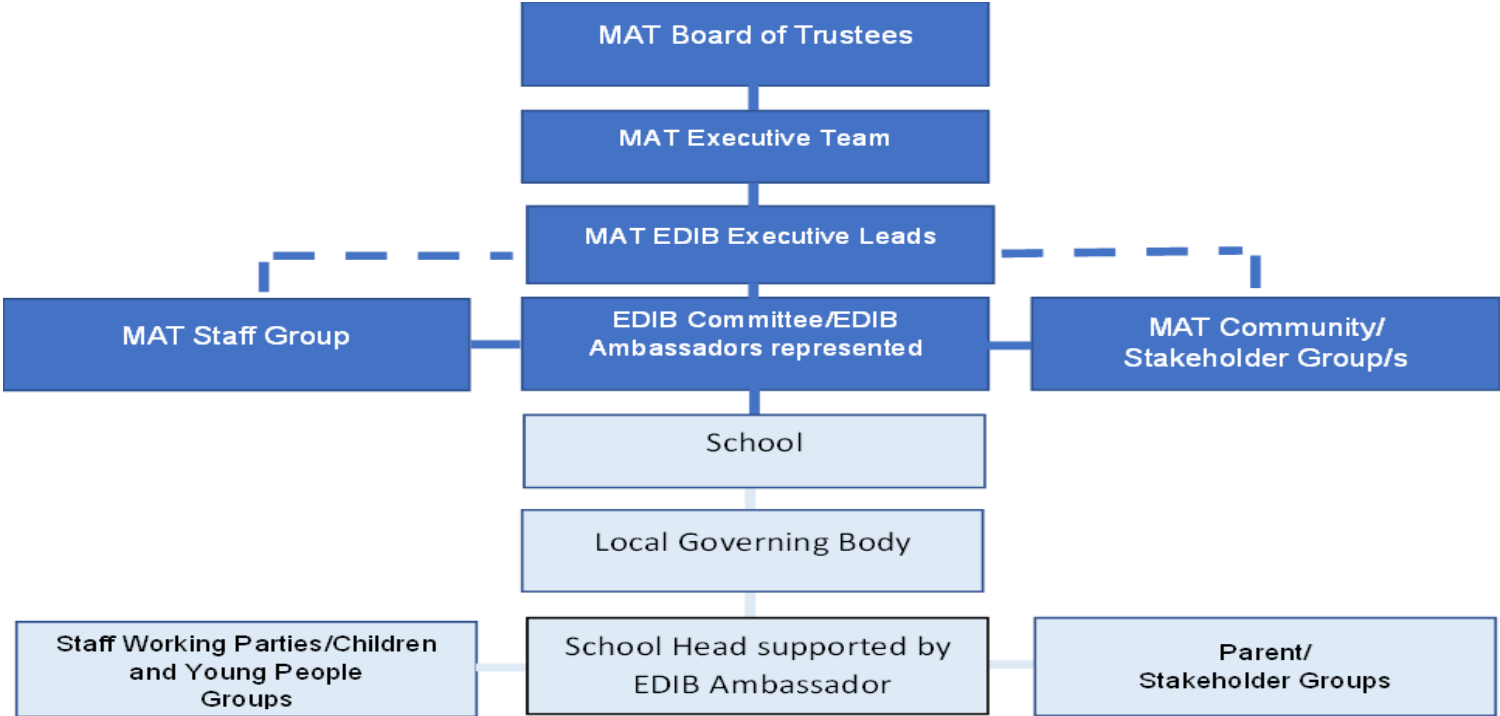 MAT Board of Trustees
MAT Executive Team
MAT EDIB Executive Leads
MAT Staff Group
EDIB Committee/EDIB
Ambassadors represented
MAT Community/
Stakeholder Group/s
School
Local Governing Body
Staff Working Parties/Children
and Young People
Groups
School Head supported by
EDIB Ambassador
Parent/
Stakeholder Groups